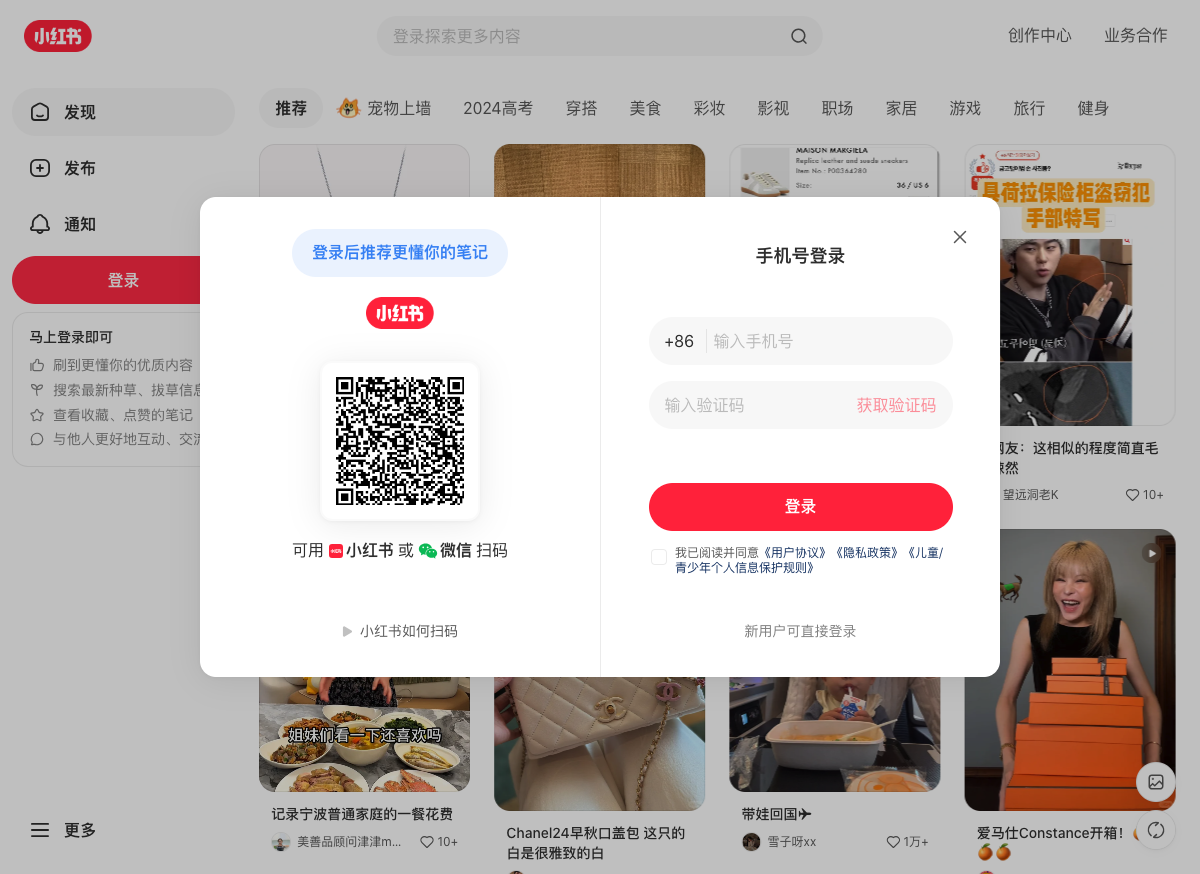 小红书
登录探索更多内容
创作中心
业务合作
发现
发布
通知
登录
马上登录即可
刷到更懂你的优质内容
搜索最新种草、拔草信息
查看收藏、点赞的笔记
与他人更好地互动、交流
更多
推荐
宠物上墙
2024高考
穿搭
美食
彩妆
影视
职场
家居
游戏
旅行
健身
MAISON MARGIELA
Replica leather and suede sneakers
Item No.: P00364280
Size:
36 / US 6
具荷拉保险柜盗窃犯
手部特写
登录后推荐更懂你的笔记
小红书
可用 小红书 或 微信 扫码
小红书如何扫码
手机号登录
+86
输入手机号
输入验证码
获取验证码
登录
我已阅读并同意《用户协议》《隐私政策》《儿童/
青少年个人信息保护规则》
新用户可直接登录
网友：这相似的程度简直毛
然
望远洞老K
10+
姐妹们看一下还喜欢吗
记录宁波普通家庭的一餐花费
美善品顾问津津m...
10+
Chanel24早秋口盖包 这只的
白是很雅致的白
带娃回国✈
雪子呀xx
1万+
爱马仕Constance开箱！
🍊🍊